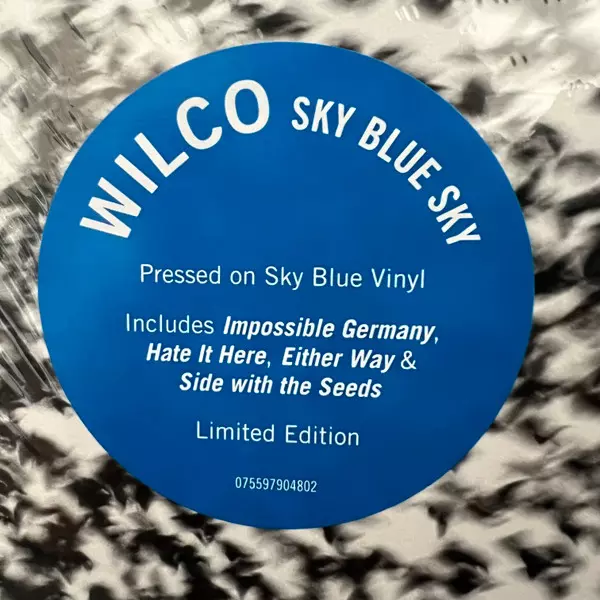 WILCO SKY BLUE SKY
Pressed on Sky Blue Vinyl
Includes Impossible Germany,
Hate It Here, Either Way &
Side with the Seeds
Limited Edition
075597904802